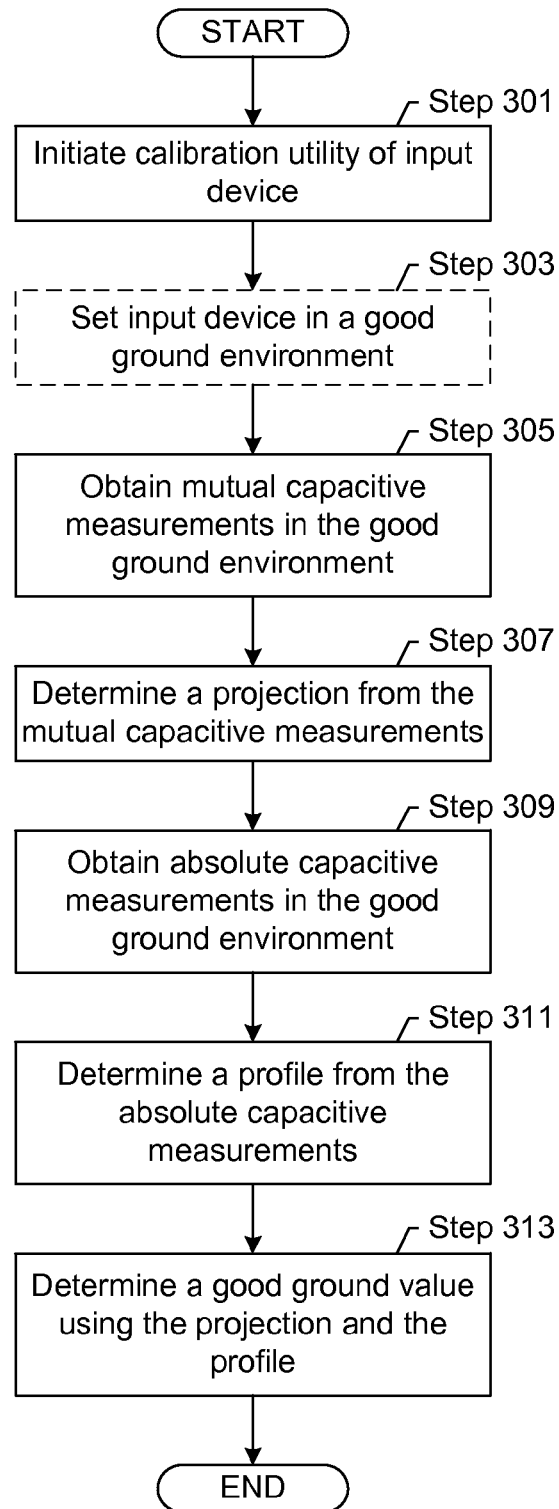 START
Step 301
Initiate calibration utility of input
device
Step 303
Set input device in a good
ground environment
Step 305
Obtain mutual capacitive
measurements in the good
ground environment
Step 307
Determine a projection from the
mutual capacitive measurements
Step 309
Obtain absolute capacitive
measurements in the good
ground environment
Step 311
Determine a profile from the
absolute capacitive
measurements
Step 313
Determine a good ground value
using the projection and the
profile
END